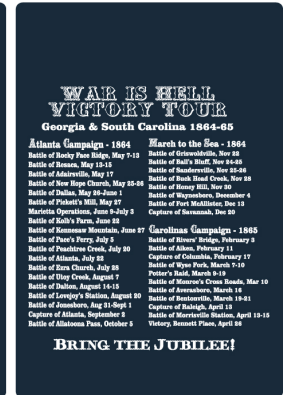 WAR IS HELL
VICTORY TOUR
Georgia & South Carolina 1864-65
Atlanta Campaign - 1864
Battle of Rocky Face Ridge, May 7-13
Battle of Resaca, May 13-15
Battle of Adairsville, May 17
Battle of New Hope Church, May 25-26
Battle of Dallas, May 26-June 1
Battle of Pickett's Mill, May 27
Marietta Operations, June 9-July 3
Battle of Kolb's Farm, June 22
Battle of Kennesaw Mountain, June 27
Battle of Pace's Ferry, July 5
Battle of Peachtree Creek, July 20
Battle of Atlanta, July 22
Battle of Ezra Church, July 28
Battle of Utoy Creek, August 7
Battle of Dalton, August 14-15
Battle of Lovejoy's Station, August 20
Battle of Jonesboro, Aug 31-Sept 1
Capture of Atlanta, September 2
Battle of Allatoona Pass, October 5
March to the Sea - 1864
Battle of Griswoldville, Nov 22
Battle of Ball's Bluff, Nov 24-25
Battle of Sandersville, Nov 25-26
Battle of Buck Head Creek, Nov 28
Battle of Honey Hill, Nov 30
Battle of Waynesboro, December 4
Battle of Fort McAllister, Dec 13
Capture of Savannah, Dec 20
Carolinas Campaign - 1865
Battle of Rivers' Bridge, February 3
Battle of Aiken, February 11
Capture of Columbia, February 17
Battle of Wyse Fork, March 7-10
Potter's Raid, March 9-19
Battle of Monroe's Cross Roads, Mar 10
Battle of Averasboro, March 16
Battle of Bentonville, March 19-21
Capture of Raleigh, April 13
Battle of Morrisville Station, April 13-15
Victory, Bennett Place, April 26
BRING THE JUBILEE!